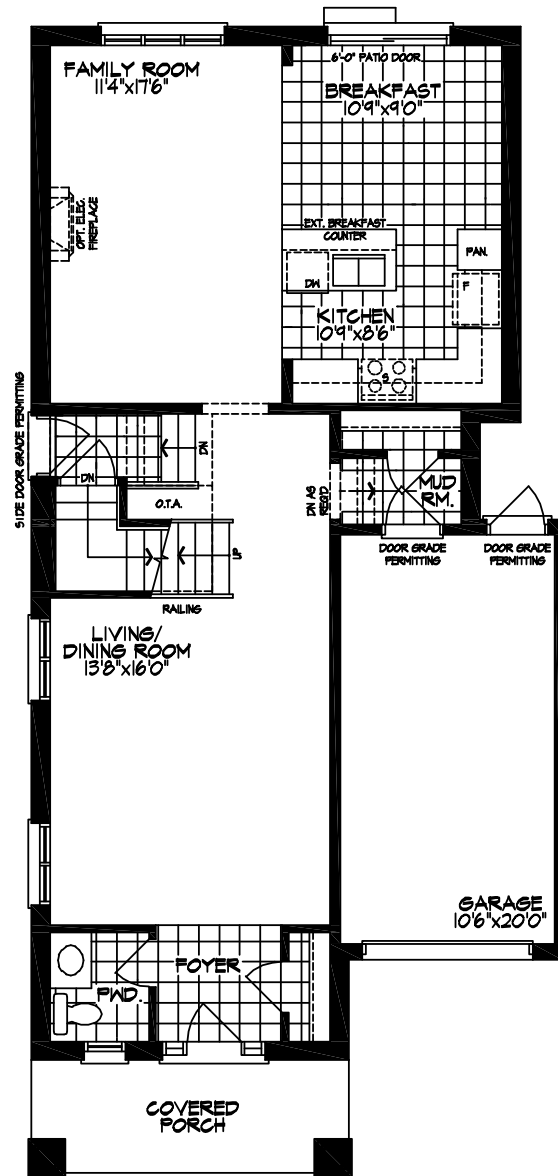 FAMILY ROOM
11'4"x17'6"
6'-0" PATIO DOOR
BREAKFAST
10'9"x9'0"
OPT. ELEC.
FIREPLACE
EXT. BREAKFAST
COUNTER
PAN.
DW
F
KITCHEN
10'9"x8'6"
S
SIDE DOOR GRADE PERMITTING
DN
DN
O.T.A.
DN AS
REQ'D
MUD
RM.
UP
DOOR GRADE
PERMITTING
DOOR GRADE
PERMITTING
RAILING
LIVING/
DINING ROOM
13'8"x16'0"
GARAGE
10'6"x20'0"
FOYER
PWD.
COVERED
PORCH